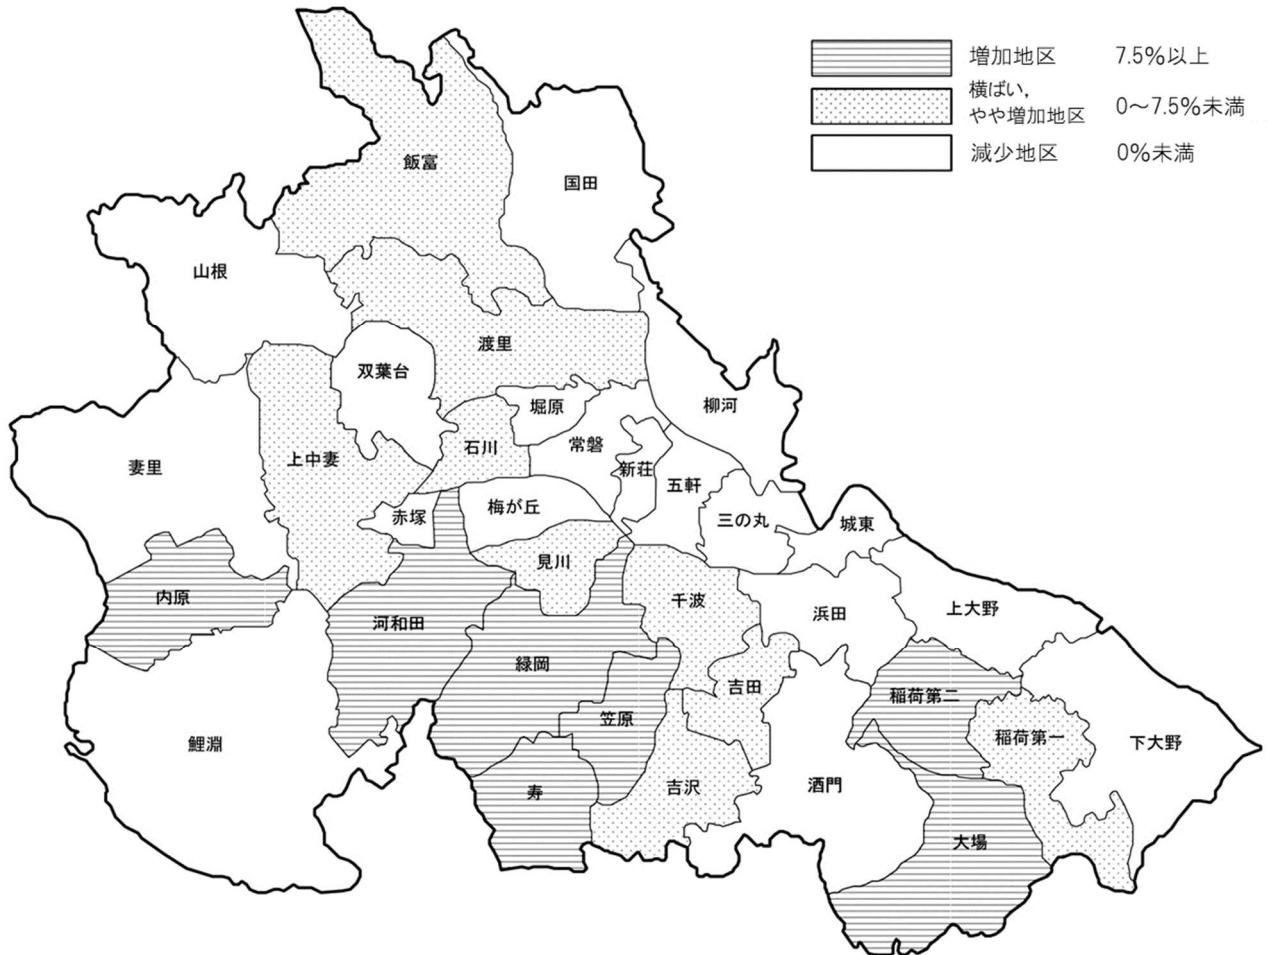 増加地区 7.5%以上
横ばい,
やや増加地区 0～7.5%未満
減少地区 0%未満
飯富
国田
山根
渡里
双葉台
柳河
堀原
石川
常磐
上中妻
妻里
新荘
五軒
梅が丘
赤塚
三の丸
城東
見川
内原
千波
上大野
浜田
河和田
緑岡
吉田
稲荷第二
笠原
稲荷第一
鯉淵
下大野
吉沢
酒門
寿
大場